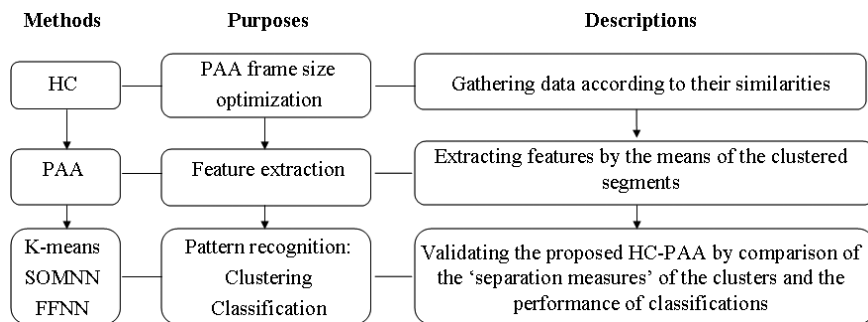 Methods
Purposes
Descriptions
HC
PAA frame size
optimization
Gathering data according to their similarities
PAA
Feature extraction
Extracting features by the means of the clustered
segments
K-means
SOMNN
FFNN
Pattern recognition:
Clustering
Classification
Validating the proposed HC-PAA by comparison of
the ‘separation measures’ of the clusters and the
performance of classifications